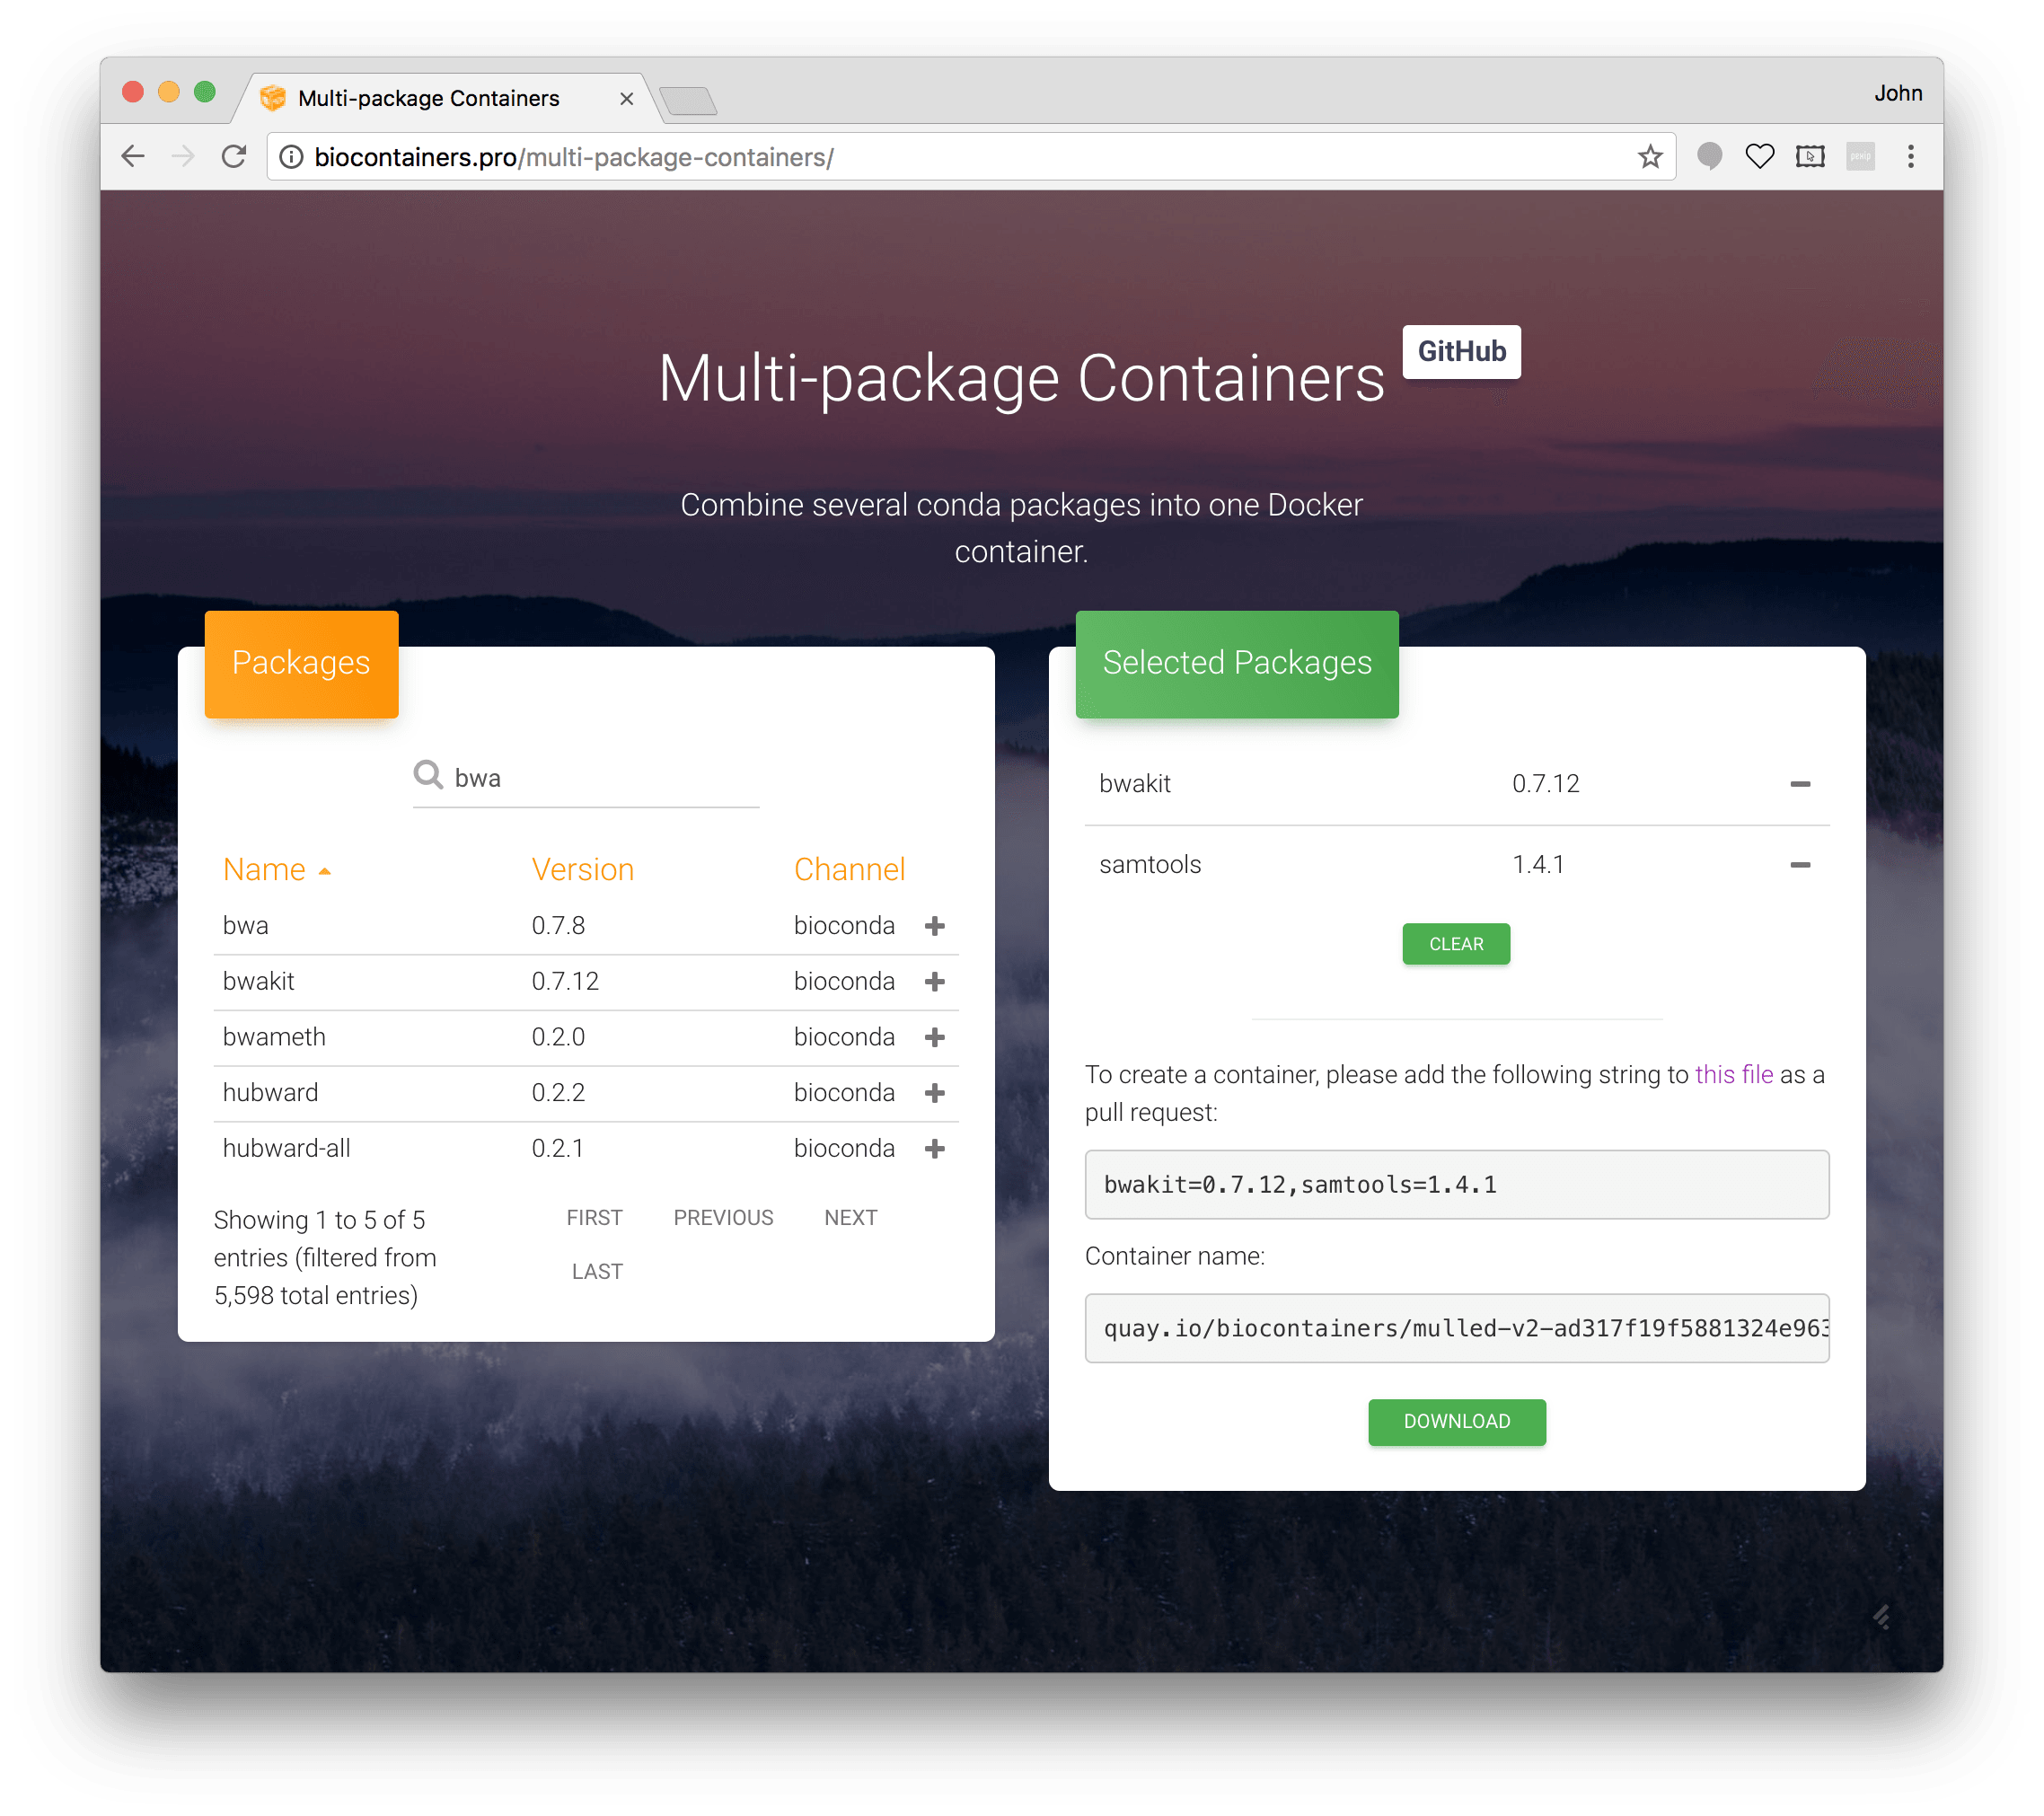 Multi-package Containers
John
biocontainers.pro/multi-package-containers/
pexip
Multi-package Containers
GitHub
Combine several conda packages into one Docker
container.
Packages
bwa
Name Version Channel
bwa 0.7.8 bioconda
bwakit 0.7.12 bioconda
bwameth 0.2.0 bioconda
hubward 0.2.2 bioconda
hubward-all 0.2.1 bioconda
Showing 1 to 5 of 5
entries (filtered from
5,598 total entries)
FIRST PREVIOUS NEXT
LAST
Selected Packages
bwakit 0.7.12
samtools 1.4.1
CLEAR
To create a container, please add the following string to this file as a
pull request:
bwakit=0.7.12,samtools=1.4.1
Container name:
quay.io/biocontainers/mulled-v2-ad317f19f5881324e963
DOWNLOAD